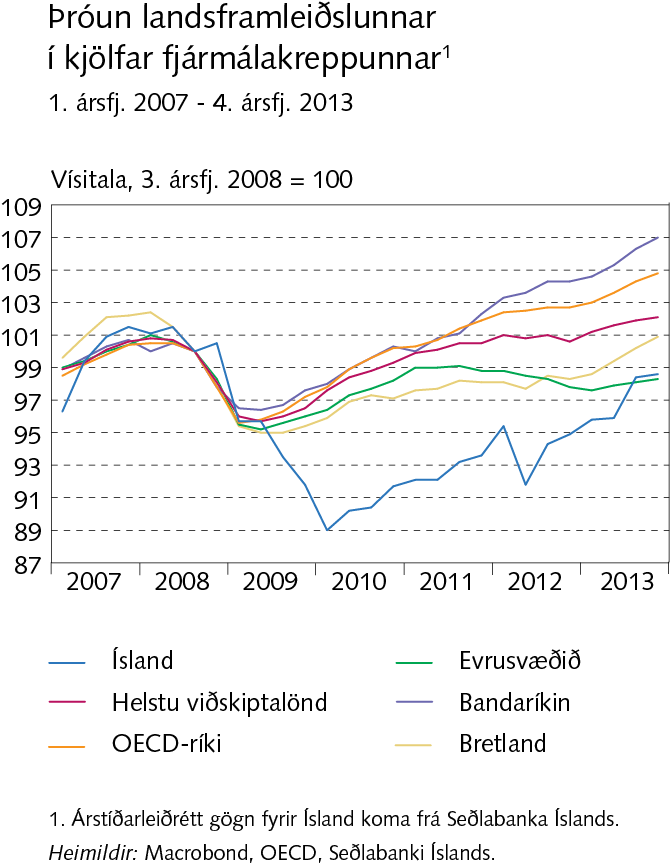 Þróun landsframleiðslunnar
í kjölfar fjármálakreppunnar¹
1. ársfj. 2007 - 4. ársfj. 2013
Vísitala, 3. ársfj. 2008 = 100
109
107
105
103
101
99
97
95
93
91
89
87
2007 2008 2009 2010 2011 2012 2013
Ísland
Helstu viðskiptalönd
OECD-ríki
Evrusvæðið
Bandaríkin
Bretland
1. Árstíðarleiðrétt gögn fyrir Ísland koma frá Seðlabanka Íslands.
Heimildir: Macrobond, OECD, Seðlabanki Íslands.